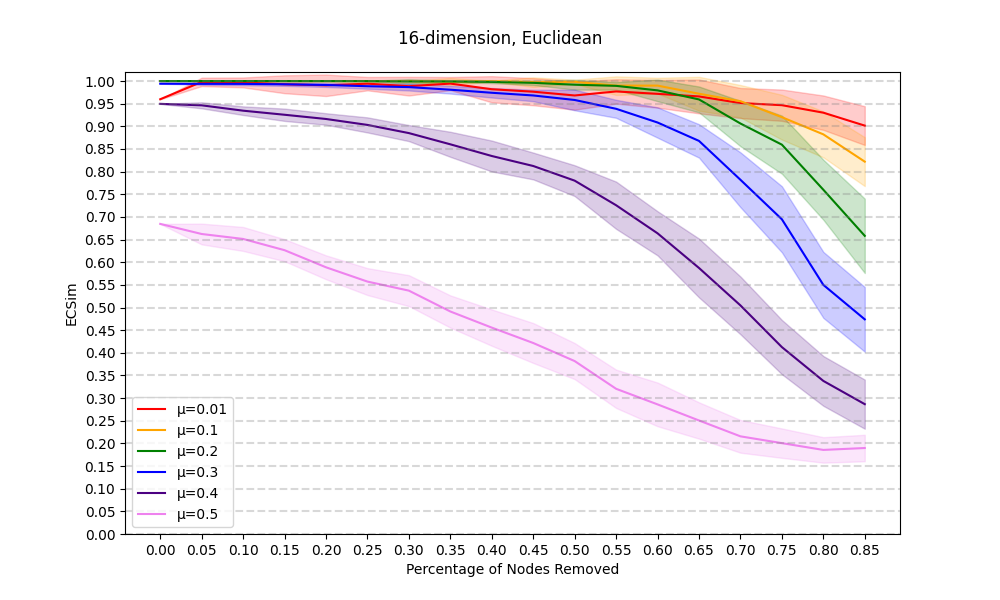 16-dimension, Euclidean
ECSim
1.00
0.95
0.90
0.85
0.80
0.75
0.70
0.65
0.60
0.55
0.50
0.45
0.40
0.35
0.30
0.25
0.20
0.15
0.10
0.05
0.00
μ=0.01
μ=0.1
μ=0.2
μ=0.3
μ=0.4
μ=0.5
0.00 0.05 0.10 0.15 0.20 0.25 0.30 0.35 0.40 0.45 0.50 0.55 0.60 0.65 0.70 0.75 0.80 0.85
Percentage of Nodes Removed